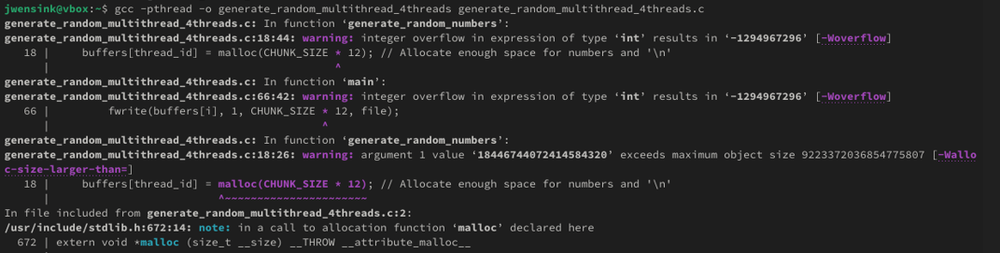 jwensink@vbox:~$ gcc -pthread -o generate_random_multithread_4threads generate_random_multithread_4threads.c
generate_random_multithread_4threads.c: In function ‘generate_random_numbers’:
generate_random_multithread_4threads.c:18:44: warning: integer overflow in expression of type ‘int’ results in ‘-1294967296’ [-Woverflow]
   18 |     buffers[thread_id] = malloc(CHUNK_SIZE * 12); // Allocate enough space for numbers and '\n'
      |                                            ^
generate_random_multithread_4threads.c: In function ‘main’:
generate_random_multithread_4threads.c:66:42: warning: integer overflow in expression of type ‘int’ results in ‘-1294967296’ [-Woverflow]
   66 |         fwrite(buffers[i], 1, CHUNK_SIZE * 12, file);
      |                                          ^
generate_random_multithread_4threads.c: In function ‘generate_random_numbers’:
generate_random_multithread_4threads.c:18:26: warning: argument 1 value ‘18446744072414584320’ exceeds maximum object size 9223372036854775807 [-Wallo
c-size-larger-than=]
   18 |     buffers[thread_id] = malloc(CHUNK_SIZE * 12); // Allocate enough space for numbers and '\n'
      |                          ^~~~~~~~~~~~~~~~~~~~~~~
In file included from generate_random_multithread_4threads.c:2:
/usr/include/stdlib.h:672:14: note: in a call to allocation function ‘malloc’ declared here
  672 | extern void *malloc (size_t __size) __THROW __attribute_malloc__